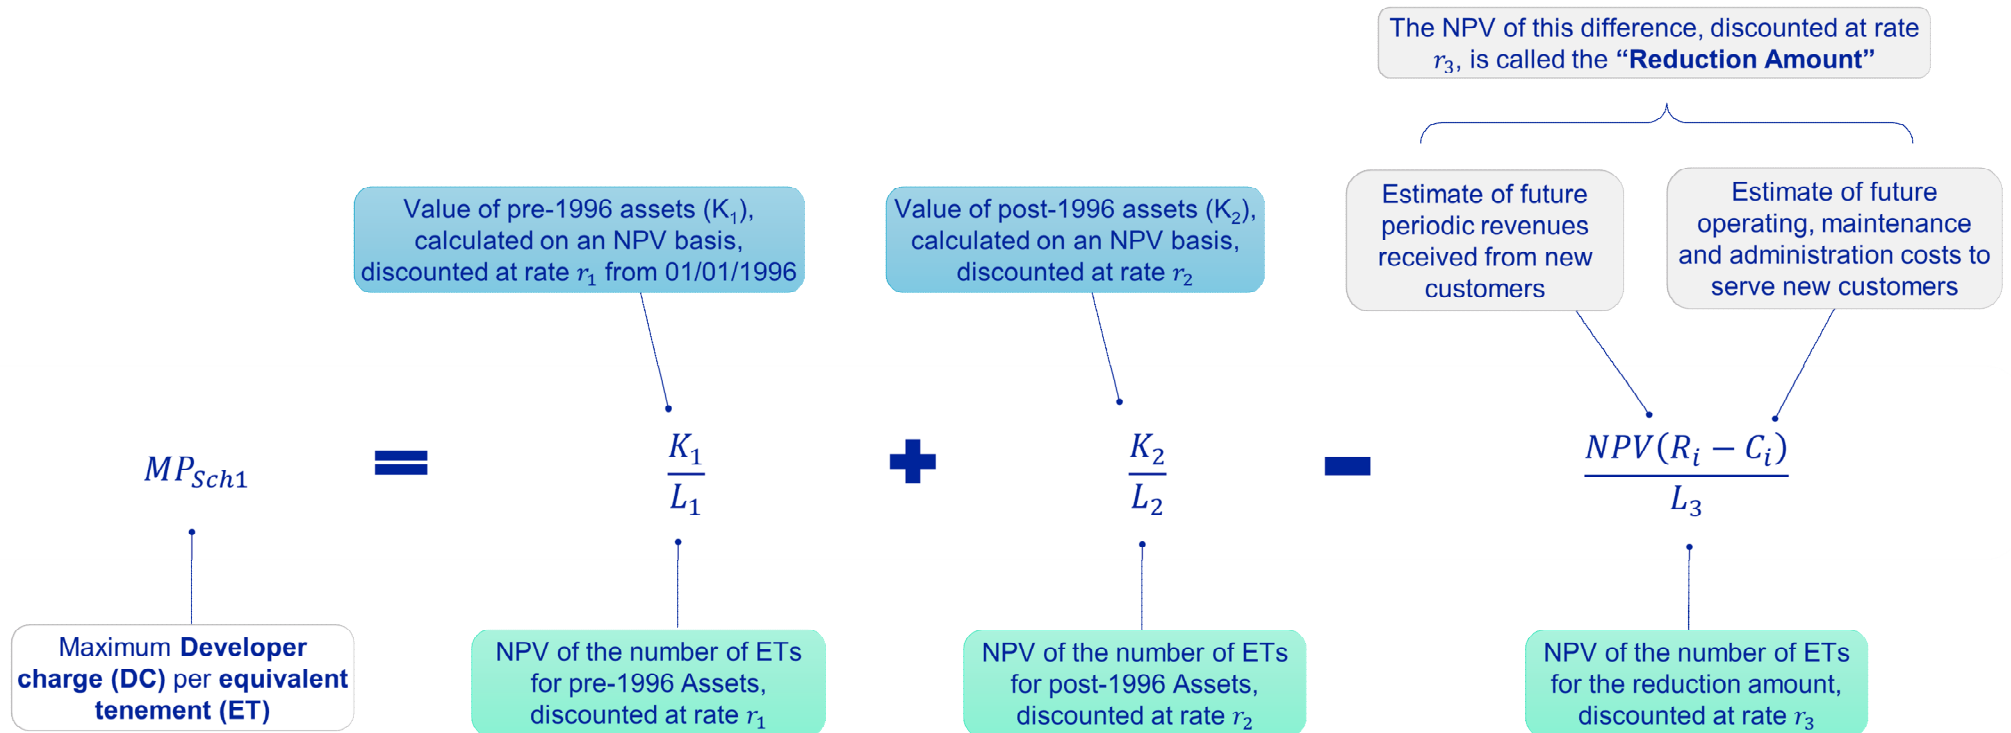 The NPV of this difference, discounted at rate
r₃, is called the “Reduction Amount”
Value of pre-1996 assets (K₁),
calculated on an NPV basis,
discounted at rate r₁ from 01/01/1996
Value of post-1996 assets (K₂),
calculated on an NPV basis,
discounted at rate r₂
Estimate of future
periodic revenues
received from new
customers
Estimate of future
operating, maintenance
and administration costs to
serve new customers
MP_Sch1 = K₁/L₁ + K₂/L₂ − NPV(Rᵢ − Cᵢ)/L₃
Maximum Developer
charge (DC) per equivalent
tenement (ET)
NPV of the number of ETs
for pre-1996 Assets,
discounted at rate r₁
NPV of the number of ETs
for post-1996 Assets,
discounted at rate r₂
NPV of the number of ETs
for the reduction amount,
discounted at rate r₃